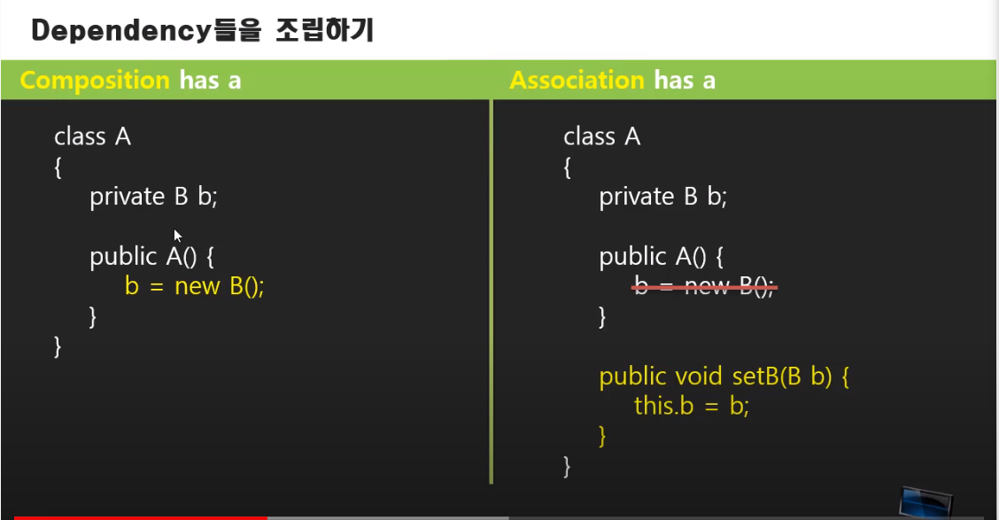 Dependency들을 조립하기
Composition has a
class A
{
private B b;
public A() {
b = new B();
}
}
Association has a
class A
{
private B b;
public A() {
b = new B();
}
public void setB(B b) {
this.b = b;
}
}